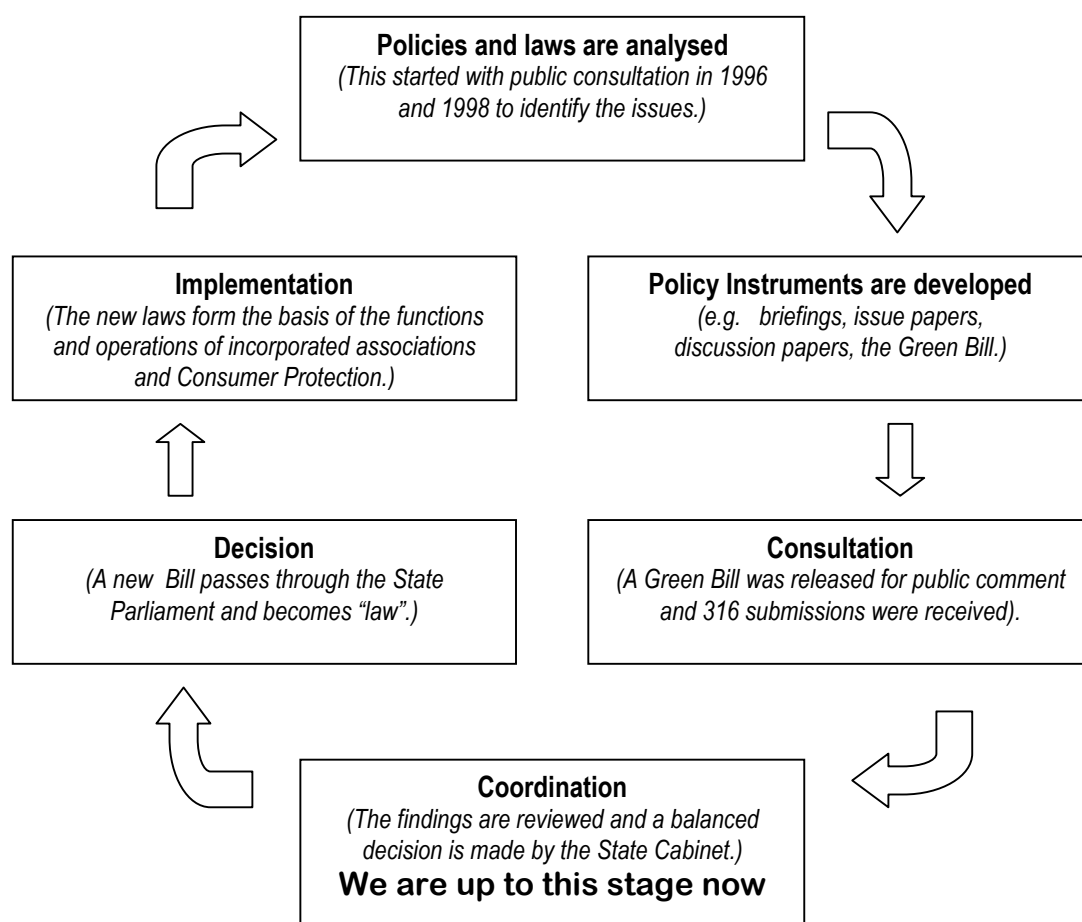 Policies and laws are analysed
(This started with public consultation in 1996
and 1998 to identify the issues.)
Policy Instruments are developed
(e.g. briefings, issue papers,
discussion papers, the Green Bill.)
Consultation
(A Green Bill was released for public comment
and 316 submissions were received).
Coordination
(The findings are reviewed and a balanced
decision is made by the State Cabinet.)
We are up to this stage now
Decision
(A new Bill passes through the State
Parliament and becomes “law”.)
Implementation
(The new laws form the basis of the functions
and operations of incorporated associations
and Consumer Protection.)